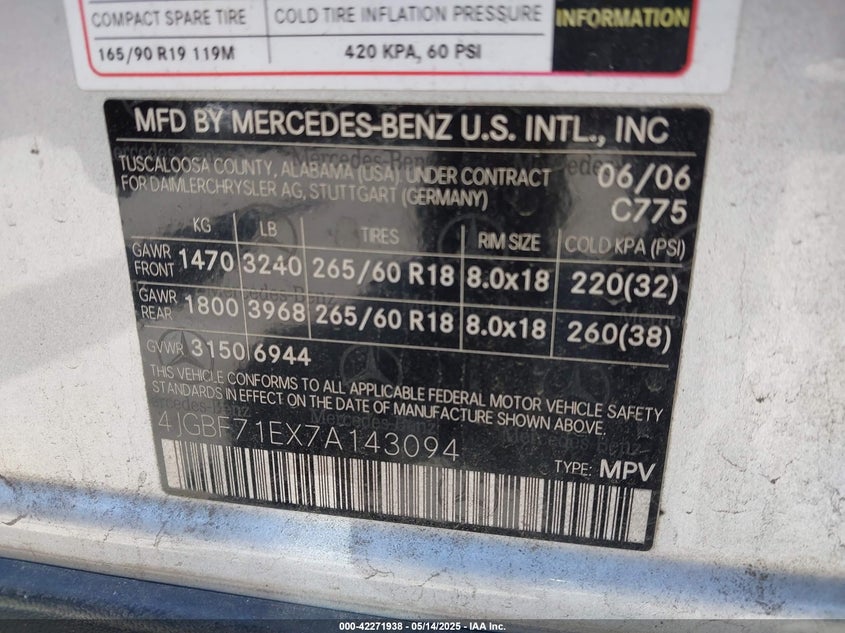 COMPACT SPARE TIRE COLD TIRE INFLATION PRESSURE INFORMATION
165/90 R19 119M 420 KPA, 60 PSI
MFD BY MERCEDES-BENZ U.S. INTL., INC
TUSCALOOSA COUNTY, ALABAMA (USA) UNDER CONTRACT 06/06
FOR DAIMLERCHRYSLER AG, STUTTGART (GERMANY) C775
KG LB TIRES RIM SIZE COLD KPA (PSI)
GAWR FRONT 1470 3240 265/60 R18 8.0x18 220(32)
GAWR REAR 1800 3968 265/60 R18 8.0x18 260(38)
GVWR 3150 6944
THIS VEHICLE CONFORMS TO ALL APPLICABLE FEDERAL MOTOR VEHICLE SAFETY
STANDARDS IN EFFECT ON THE DATE OF MANUFACTURE SHOWN ABOVE.
4JGBF71EX7A143094
TYPE: MPV
000-42271938 - 05/14/2025 - IAA Inc.